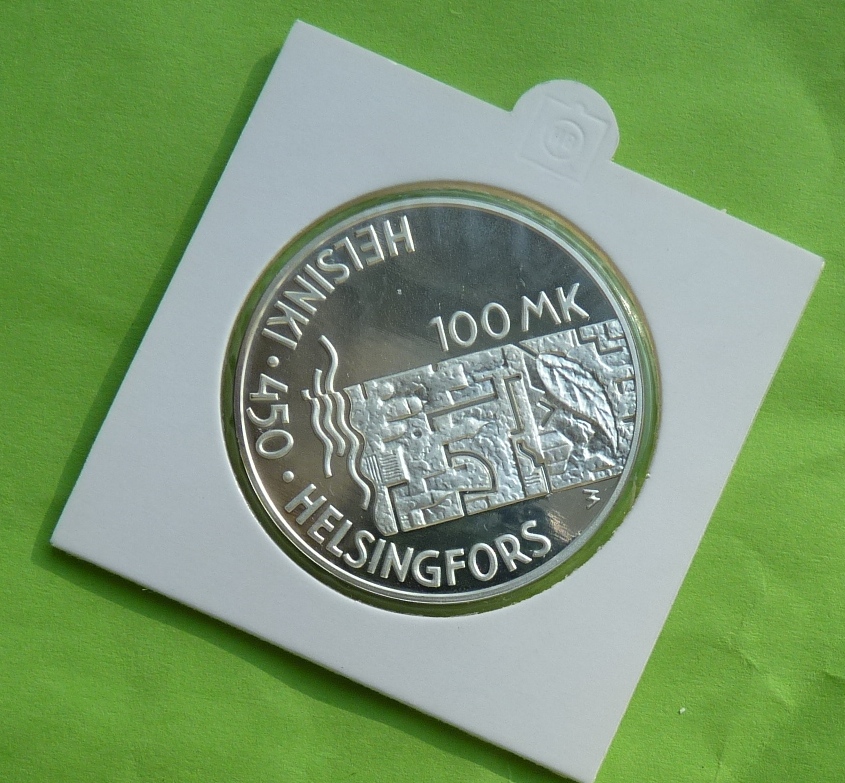 HELSINKI • 450 • HELSINGFORS
100 MK